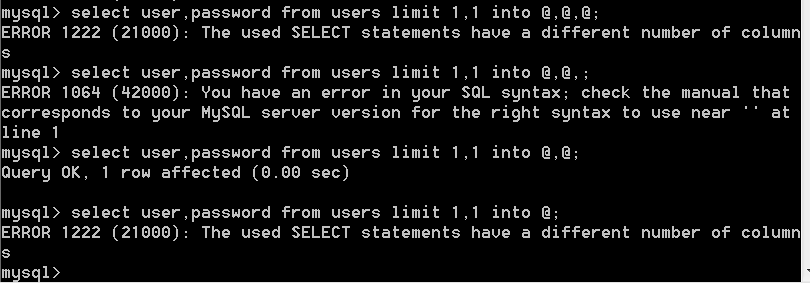 mysql> select user,password from users limit 1,1 into @,@,@;
ERROR 1222 (21000): The used SELECT statements have a different number of column
s
mysql> select user,password from users limit 1,1 into @,@,;
ERROR 1064 (42000): You have an error in your SQL syntax; check the manual that
corresponds to your MySQL server version for the right syntax to use near '' at
line 1
mysql> select user,password from users limit 1,1 into @,@;
Query OK, 1 row affected (0.00 sec)
mysql> select user,password from users limit 1,1 into @;
ERROR 1222 (21000): The used SELECT statements have a different number of column
s
mysql>